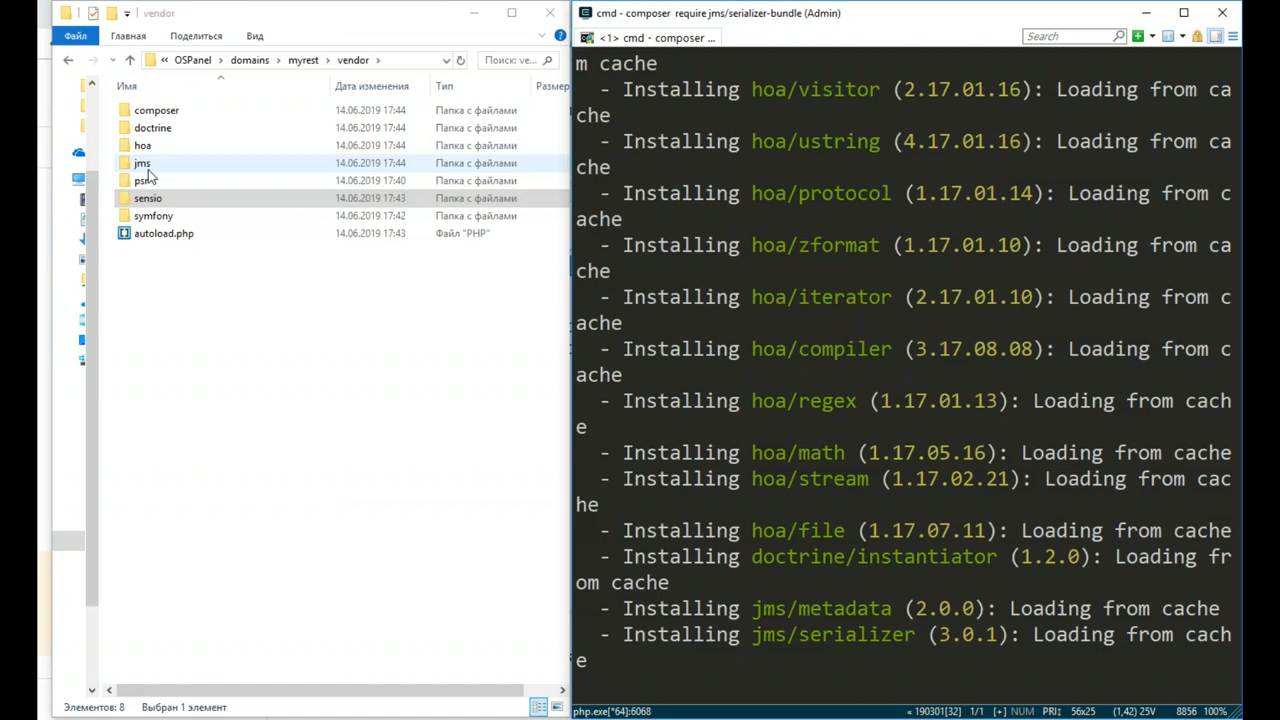 vendor
Файл
Главная
Поделиться
Вид
« OSPanel › domains › myrest › vendor ›
Поиск: ve...
Имя
Дата изменения
Тип
Размер
composer 14.06.2019 17:44 Папка с файлами
doctrine 14.06.2019 17:44 Папка с файлами
hoa 14.06.2019 17:44 Папка с файлами
jms 14.06.2019 17:44 Папка с файлами
psr 14.06.2019 17:40 Папка с файлами
sensio 14.06.2019 17:43 Папка с файлами
symfony 14.06.2019 17:42 Папка с файлами
autoload.php 14.06.2019 17:43 Файл "PHP"
Элементов: 8 Выбран 1 элемент
cmd - composer require jms/serializer-bundle (Admin)
<1> cmd - composer ...
Search
m cache
- Installing hoa/visitor (2.17.01.16): Loading from ca
che
- Installing hoa/ustring (4.17.01.16): Loading from ca
che
- Installing hoa/protocol (1.17.01.14): Loading from c
ache
- Installing hoa/zformat (1.17.01.10): Loading from ca
che
- Installing hoa/iterator (2.17.01.10): Loading from c
ache
- Installing hoa/compiler (3.17.08.08): Loading from c
ache
- Installing hoa/regex (1.17.01.13): Loading from cach
e
- Installing hoa/math (1.17.05.16): Loading from cache
- Installing hoa/stream (1.17.02.21): Loading from cac
he
- Installing hoa/file (1.17.07.11): Loading from cache
- Installing doctrine/instantiator (1.2.0): Loading fr
om cache
- Installing jms/metadata (2.0.0): Loading from cache
- Installing jms/serializer (3.0.1): Loading from cach
e
php.exe[*64]:6068
« 190301[32] 1/1 [+] NUM PRI↕ 56x25 (1,42) 25V 8856 100%